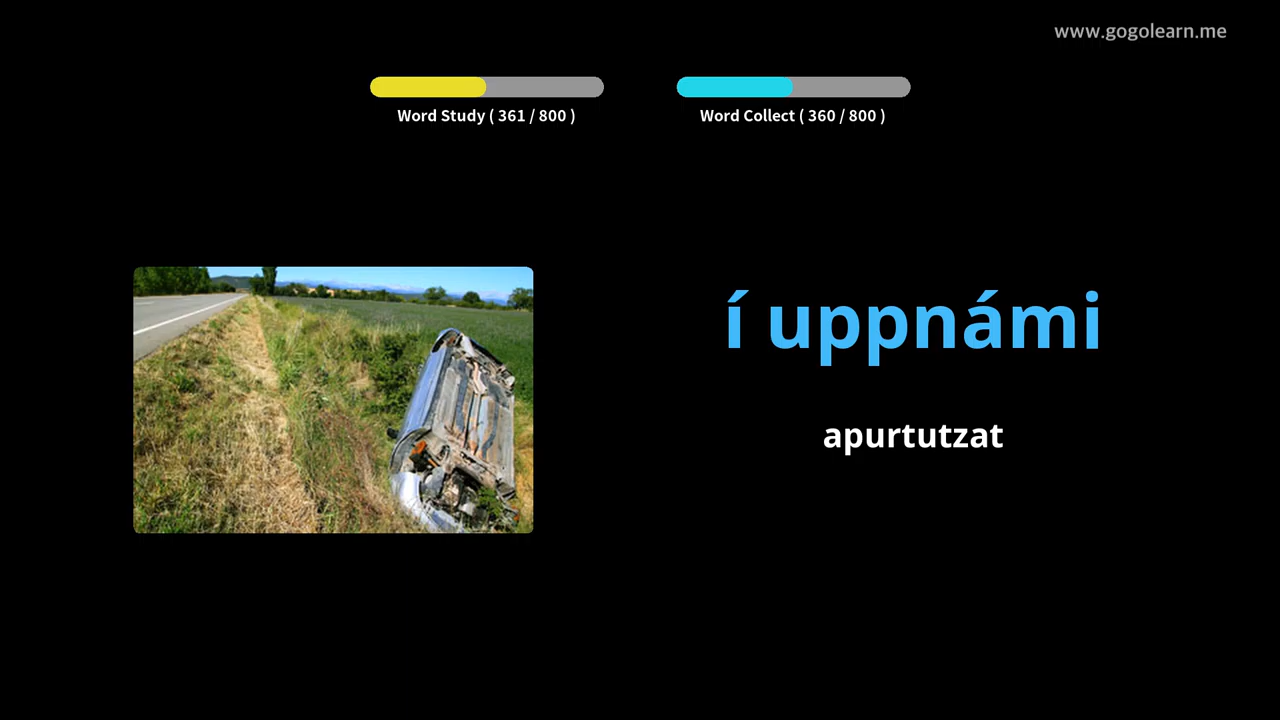 www.gogolearn.me
Word Study ( 361 / 800 )
Word Collect ( 360 / 800 )
í uppnámi
apurtutzat